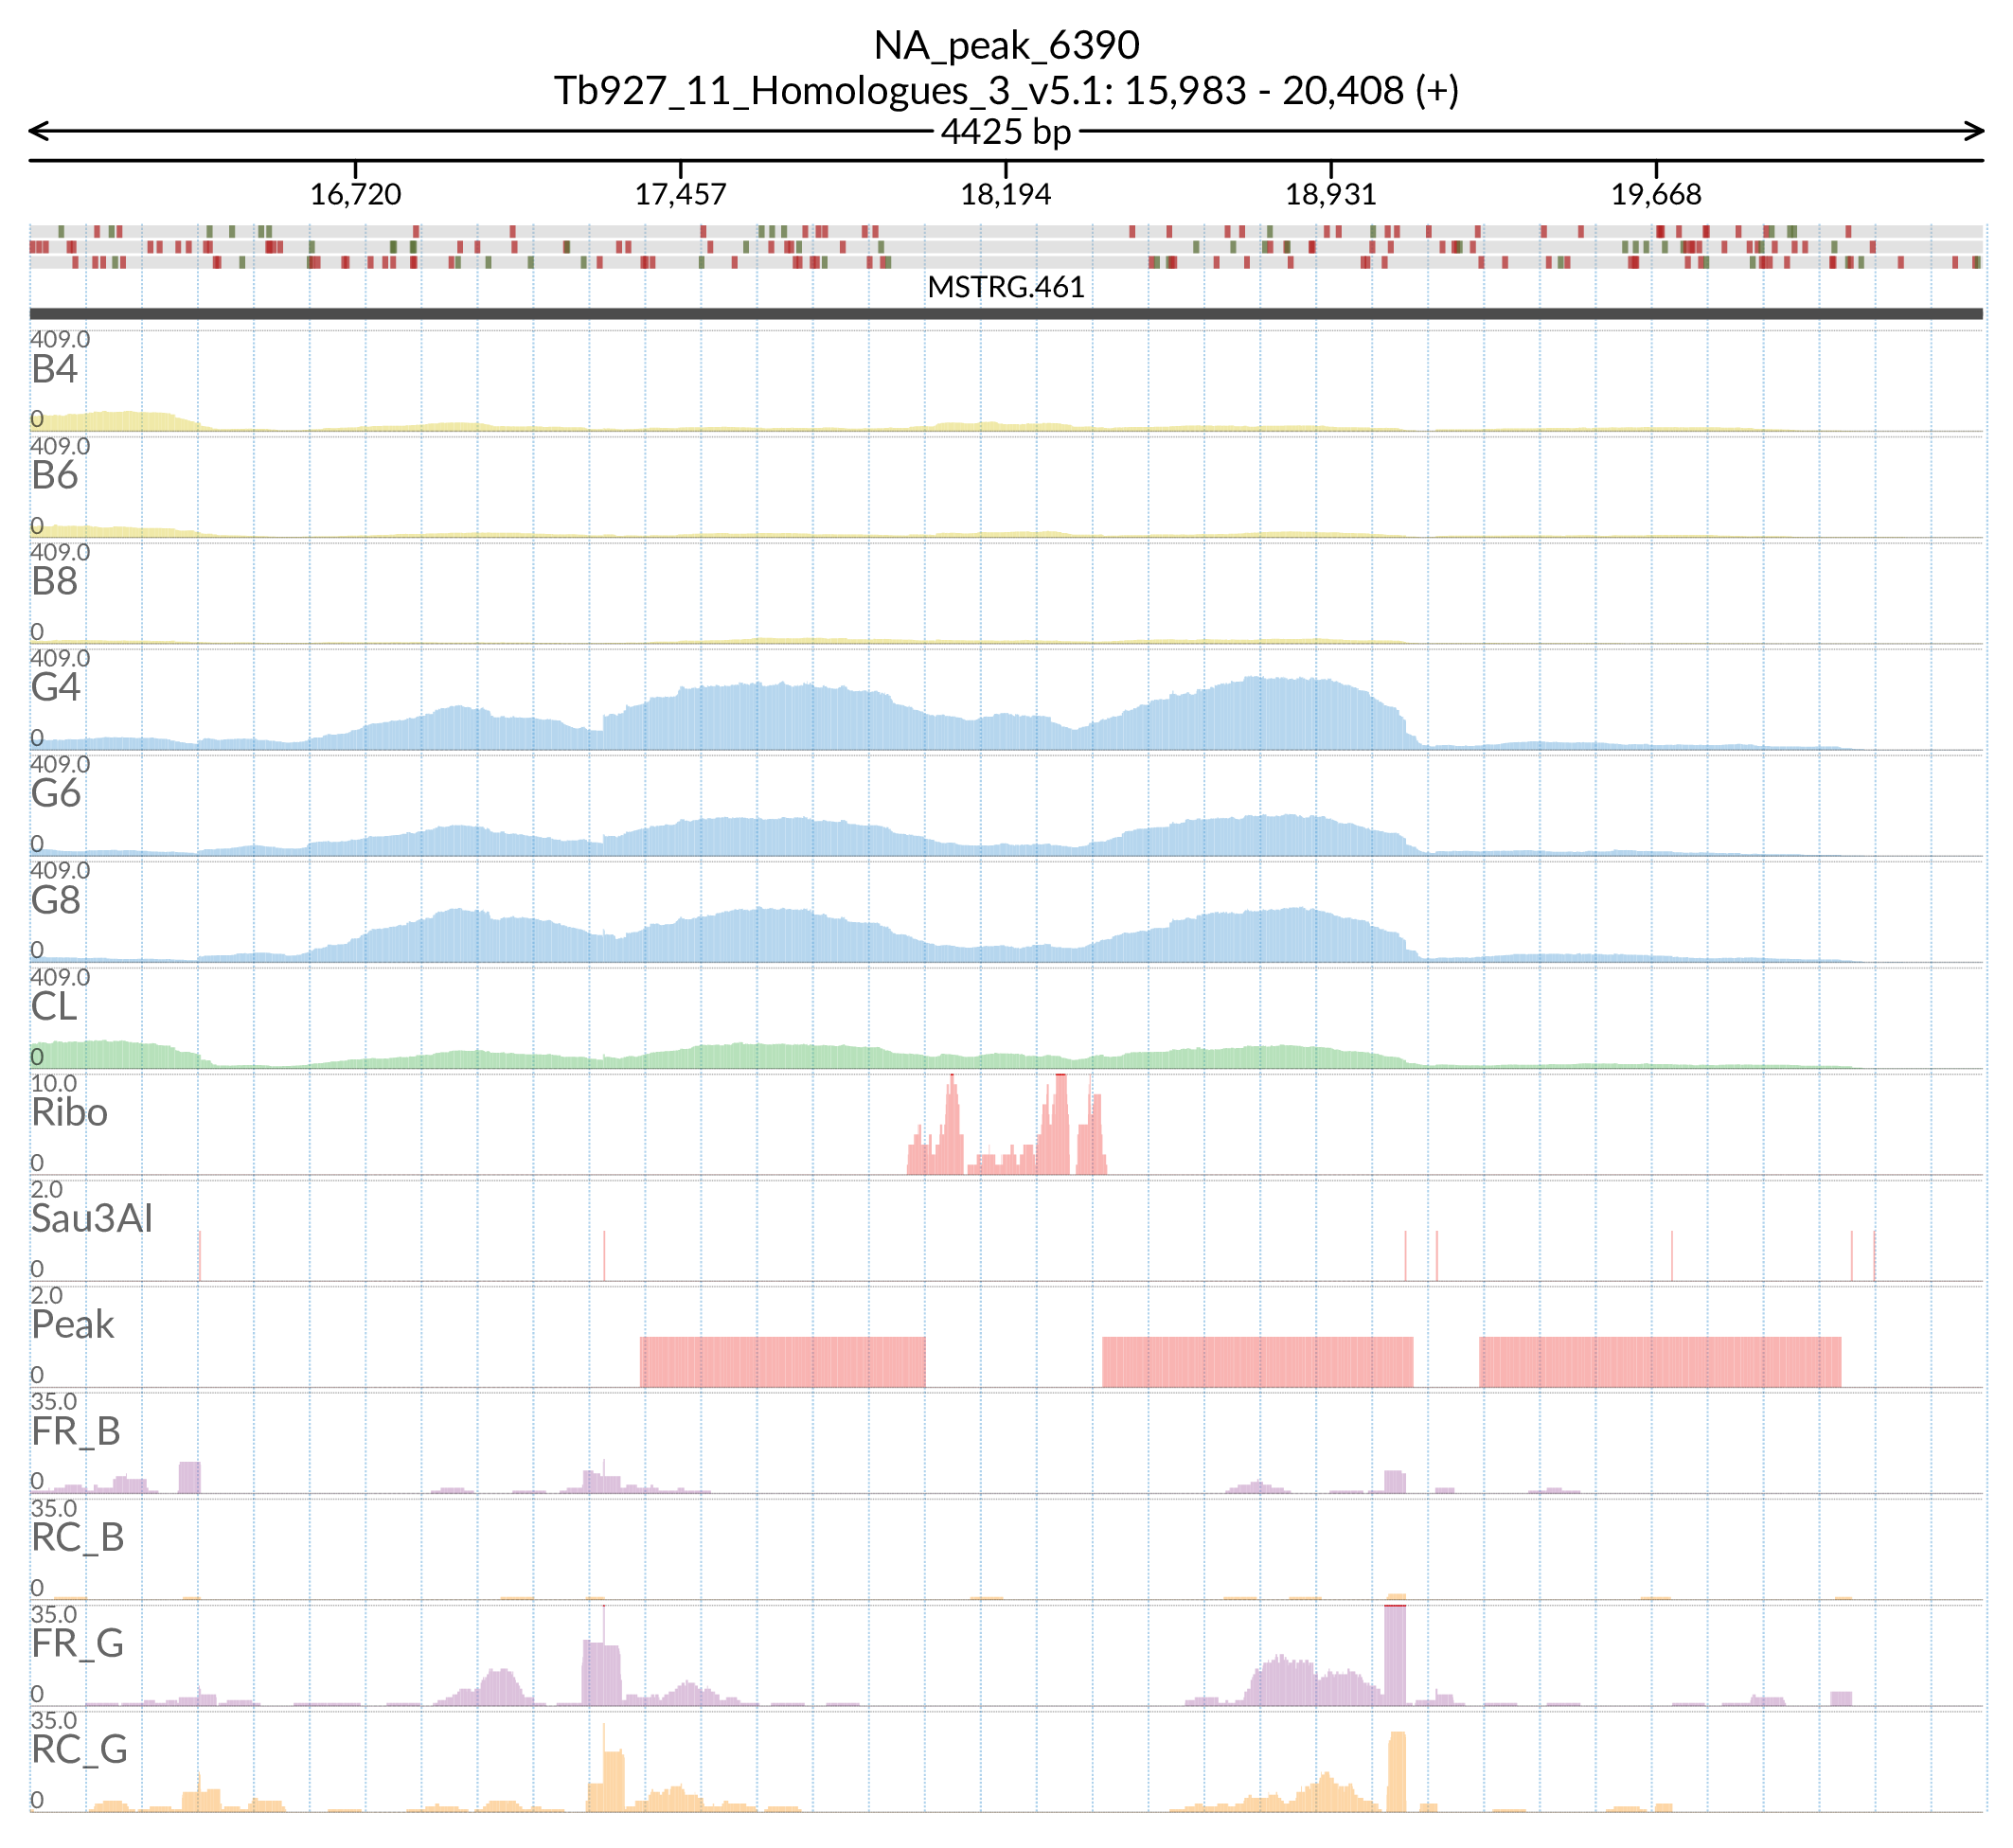 NA_peak_6390
Tb927_11_Homologues_3_v5.1: 15,983 - 20,408 (+)
4425 bp
16,720 17,457 18,194 18,931 19,668
MSTRG.461
409.0
B4
0
409.0
B6
0
409.0
B8
0
409.0
G4
0
409.0
G6
0
409.0
G8
0
409.0
CL
0
10.0
Ribo
0
2.0
Sau3AI
0
2.0
Peak
0
35.0
FR_B
0
35.0
RC_B
0
35.0
FR_G
0
35.0
RC_G
0